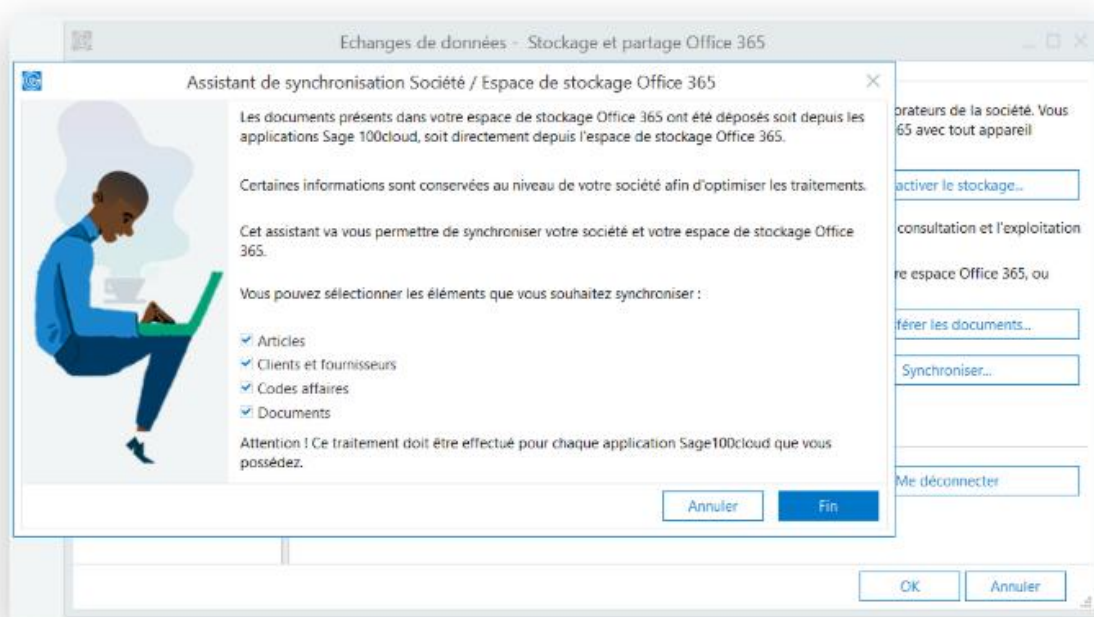 Echanges de données - Stockage et partage Office 365
Assistant de synchronisation Société / Espace de stockage Office 365
Les documents présents dans votre espace de stockage Office 365 ont été déposés soit depuis les
applications Sage 100cloud, soit directement depuis l'espace de stockage Office 365.
Certaines informations sont conservées au niveau de votre société afin d'optimiser les traitements.
Cet assistant va vous permettre de synchroniser votre société et votre espace de stockage Office
365.
Vous pouvez sélectionner les éléments que vous souhaitez synchroniser :
Articles
Clients et fournisseurs
Codes affaires
Documents
Attention ! Ce traitement doit être effectué pour chaque application Sage100cloud que vous
possédez.
Annuler
Fin
orateurs de la société. Vous
65 avec tout appareil
activer le stockage...
consultation et l'exploitation
re espace Office 365, ou
férer les documents...
Synchroniser...
Me déconnecter
OK
Annuler